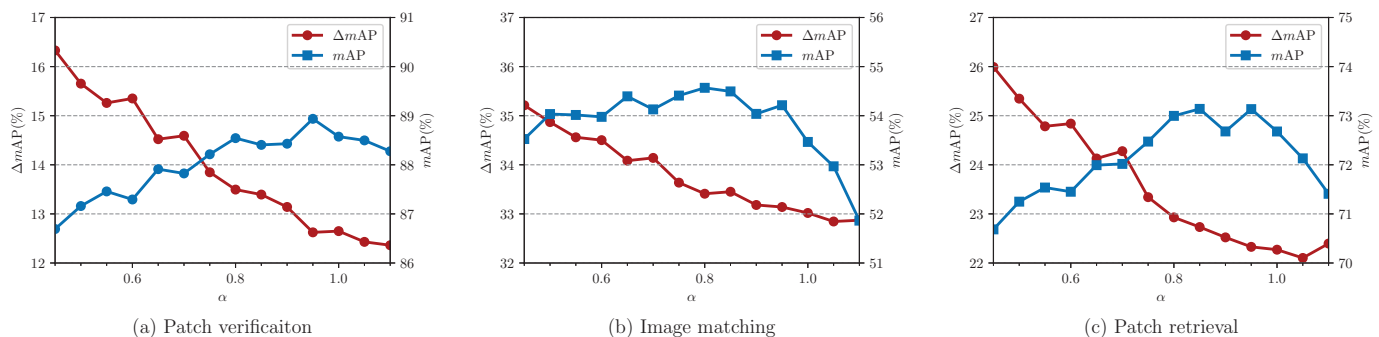 17
16
15
14
13
12
ΔmAP(%)
91
90
89
88
87
86
mAP(%)
0.6 0.8 1.0
α
ΔmAP
mAP
(a) Patch verificaiton
37
36
35
34
33
32
ΔmAP(%)
56
55
54
53
52
51
mAP(%)
0.6 0.8 1.0
α
ΔmAP
mAP
(b) Image matching
27
26
25
24
23
22
ΔmAP(%)
75
74
73
72
71
70
mAP(%)
0.6 0.8 1.0
α
ΔmAP
mAP
(c) Patch retrieval